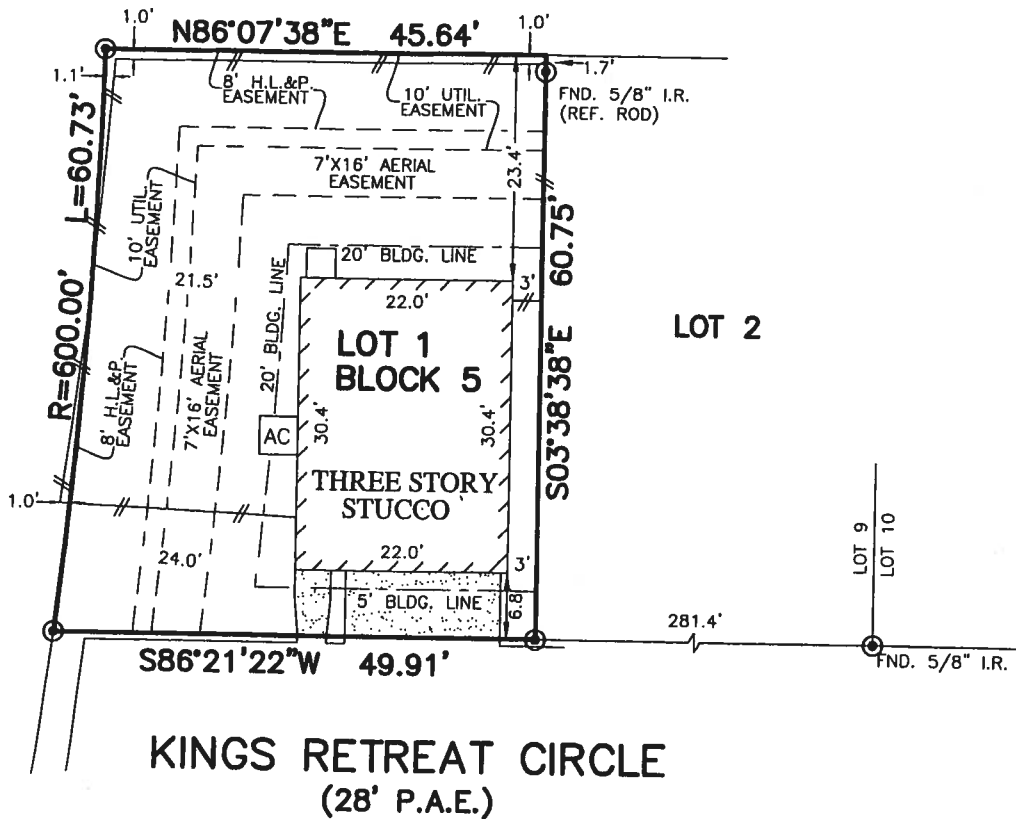 1.0'
N86°07'38"E 45.64'
1.0'
1.1'
1.7'
8' H.L.&P.
EASEMENT
10' UTIL.
EASEMENT
FND. 5/8" I.R.
(REF. ROD)
L=60.73'
R=600.00'
7'X16' AERIAL
EASEMENT
23.4'
10' UTIL.
EASEMENT
21.5'
20' BLDG. LINE
20' BLDG. LINE
22.0'
3'
S03°38'38"E 60.75'
LOT 1
BLOCK 5
LOT 2
8' H.L.&P.
EASEMENT
7'X16' AERIAL
EASEMENT
AC
30.4'
30.4'
THREE STORY
STUCCO
1.0'
24.0'
22.0'
3'
5' BLDG. LINE
6.8
LOT 9
LOT 10
281.4'
FND. 5/8" I.R.
S86°21'22"W 49.91'
KINGS RETREAT CIRCLE
(28' P.A.E.)